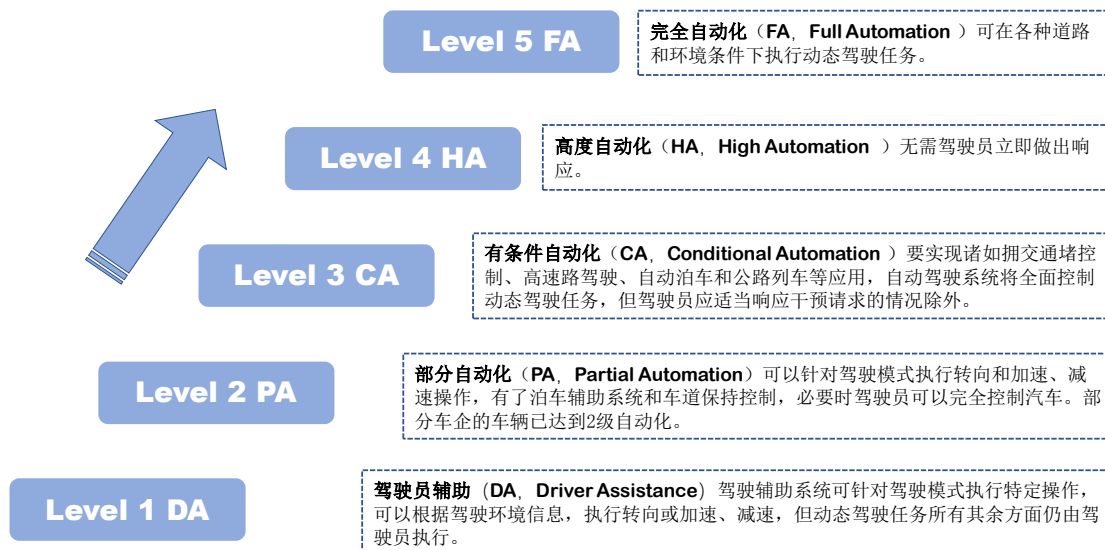 Level 5 FA
完全自动化（FA，Full Automation ）可在各种道路
和环境条件下执行动态驾驶任务。
Level 4 HA
高度自动化（HA，High Automation ）无需驾驶员立即做出响
应。
Level 3 CA
有条件自动化（CA，Conditional Automation ）要实现诸如拥交通堵控
制、高速路驾驶、自动泊车和公路列车等应用，自动驾驶系统将全面控制
动态驾驶任务，但驾驶员应适当响应干预请求的情况除外。
Level 2 PA
部分自动化（PA，Partial Automation）可以针对驾驶模式执行转向和加速、减
速操作，有了泊车辅助系统和车道保持控制，必要时驾驶员可以完全控制汽车。部
分车企的车辆已达到2级自动化。
Level 1 DA
驾驶员辅助（DA，Driver Assistance）驾驶辅助系统可针对驾驶模式执行特定操作，
可以根据驾驶环境信息，执行转向或加速、减速，但动态驾驶任务所有其余方面仍由驾
驶员执行。